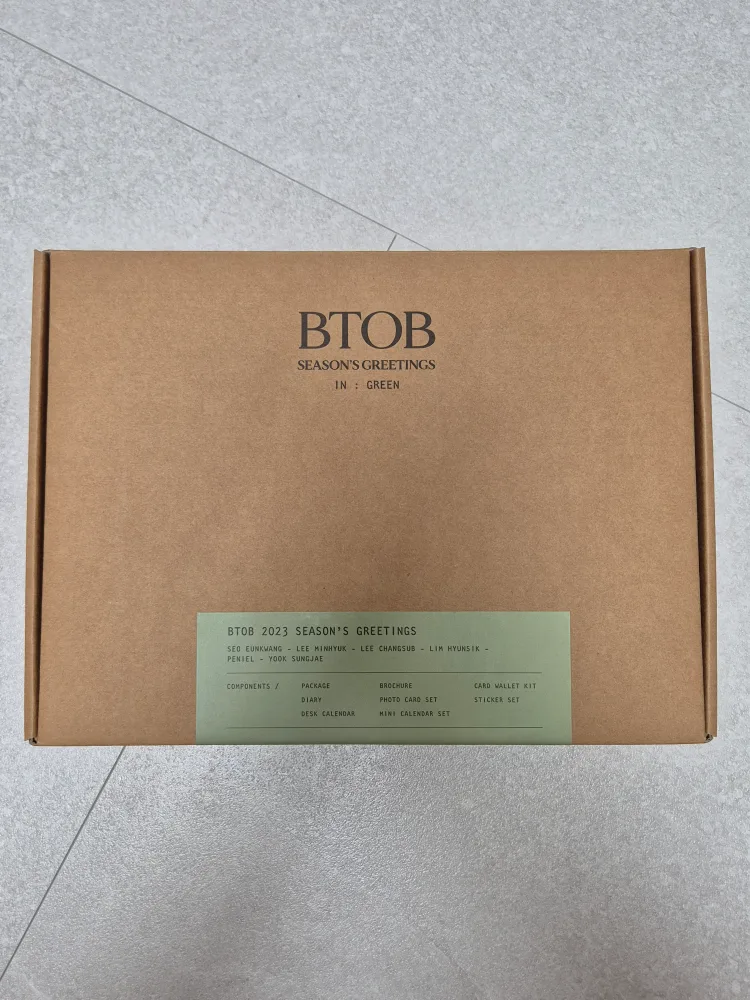 BTOB
SEASON'S GREETINGS
IN : GREEN
BTOB 2023 SEASON'S GREETINGS
SEO EUNKWANG - LEE MINHYUK - LEE CHANGSUB - LIM HYUNSIK -
PENIEL - YOOK SUNGJAE
COMPONENTS / PACKAGE BROCHURE CARD WALLET KIT
DIARY PHOTO CARD SET STICKER SET
DESK CALENDAR MINI CALENDAR SET